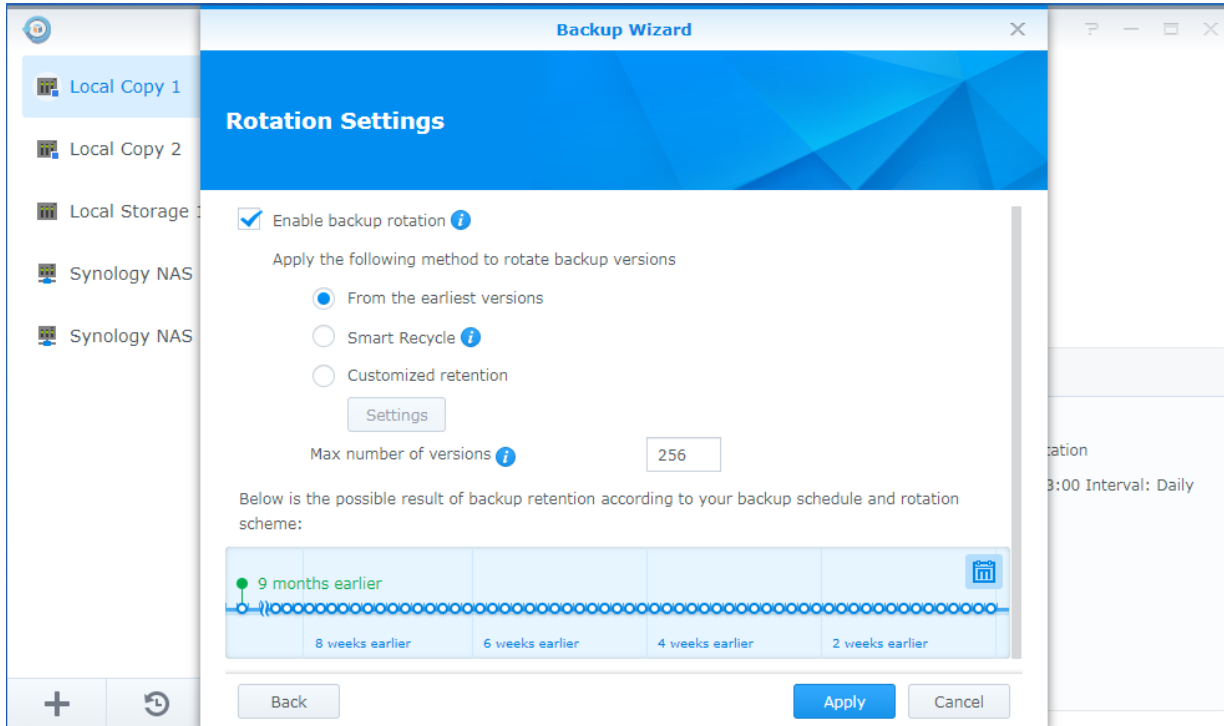 Backup Wizard
Local Copy 1
Local Copy 2
Local Storage
Synology NAS
Synology NAS
Rotation Settings
Enable backup rotation
Apply the following method to rotate backup versions
From the earliest versions
Smart Recycle
Customized retention
Settings
Max number of versions
256
Below is the possible result of backup retention according to your backup schedule and rotation
scheme:
9 months earlier
8 weeks earlier
6 weeks earlier
4 weeks earlier
2 weeks earlier
Back
Apply
Cancel
:00 Interval: Daily